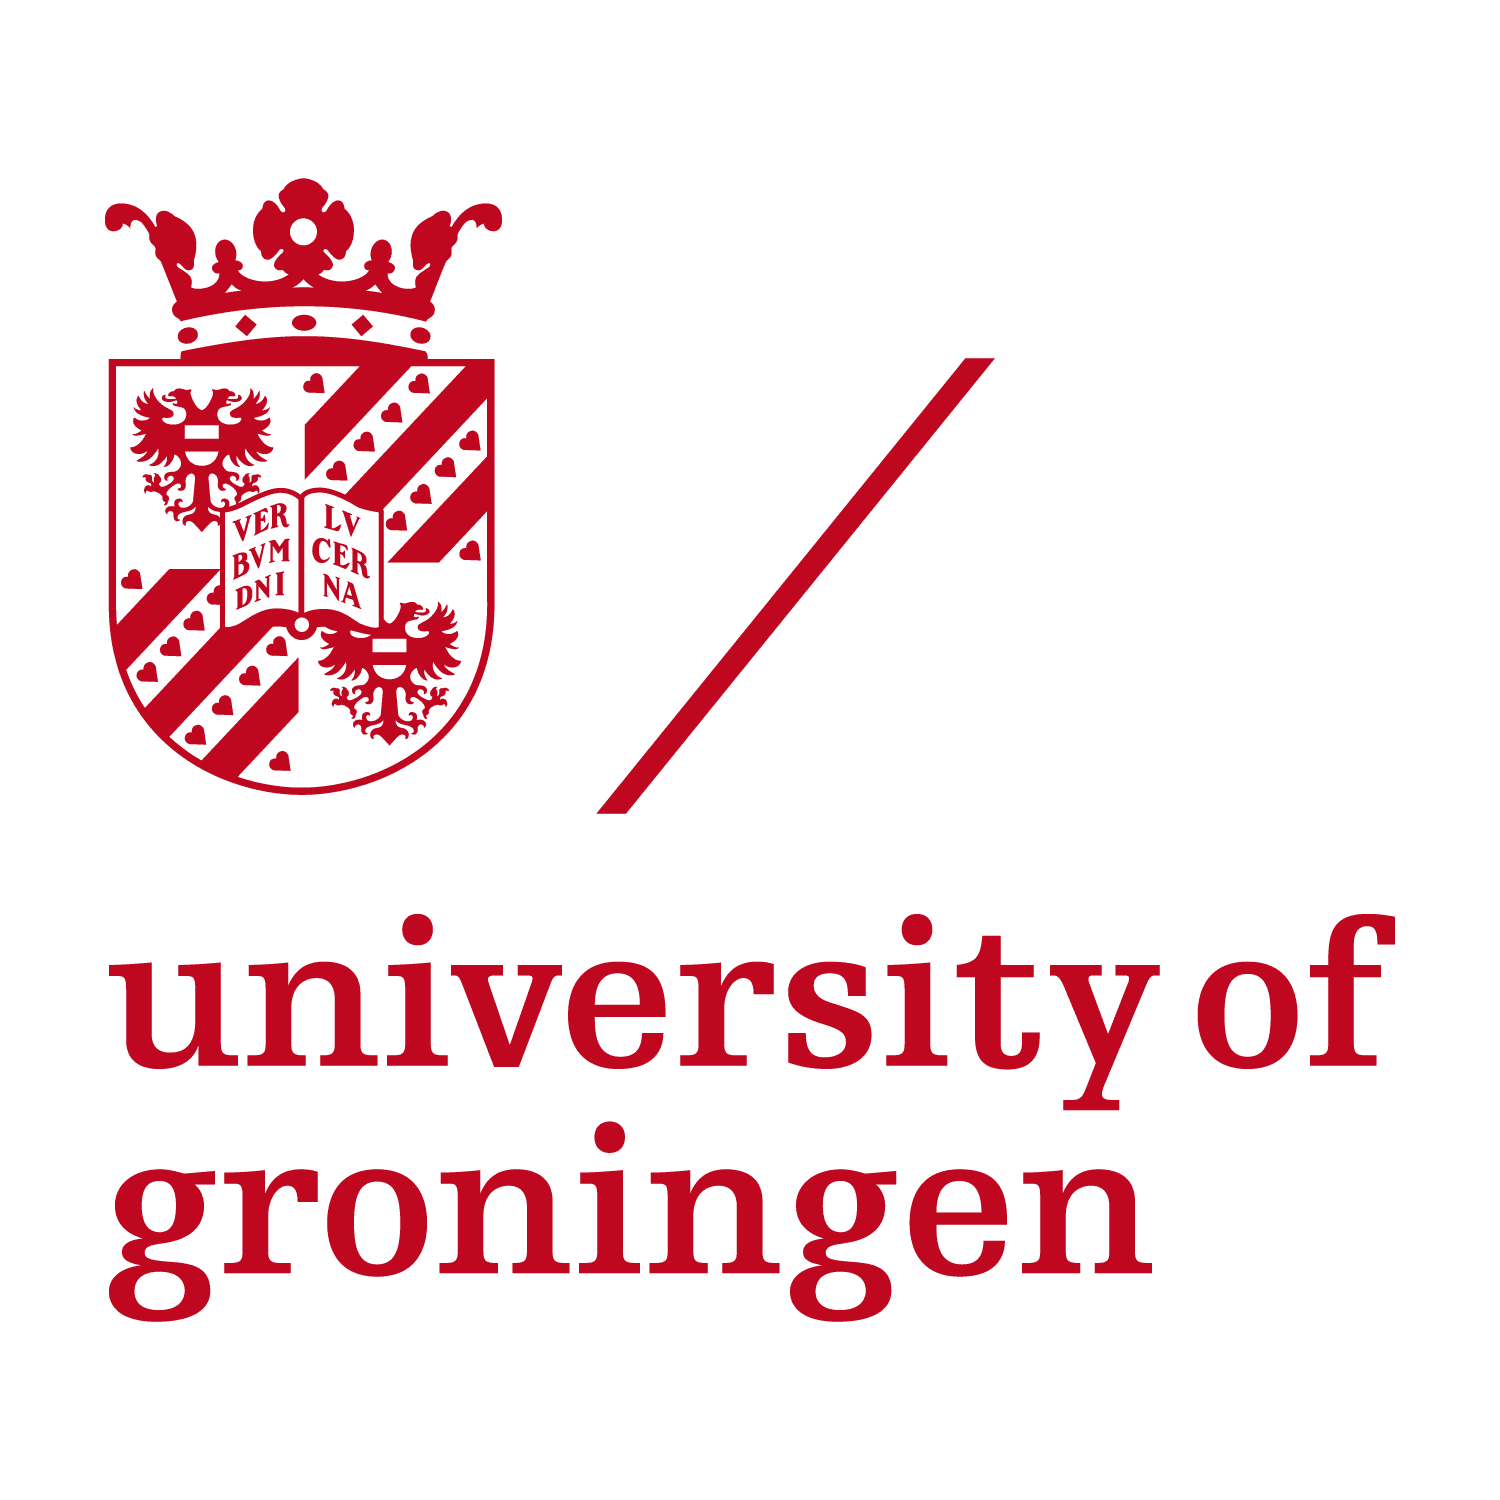 VER LV
BVM CER
DNI NA
university of
groningen